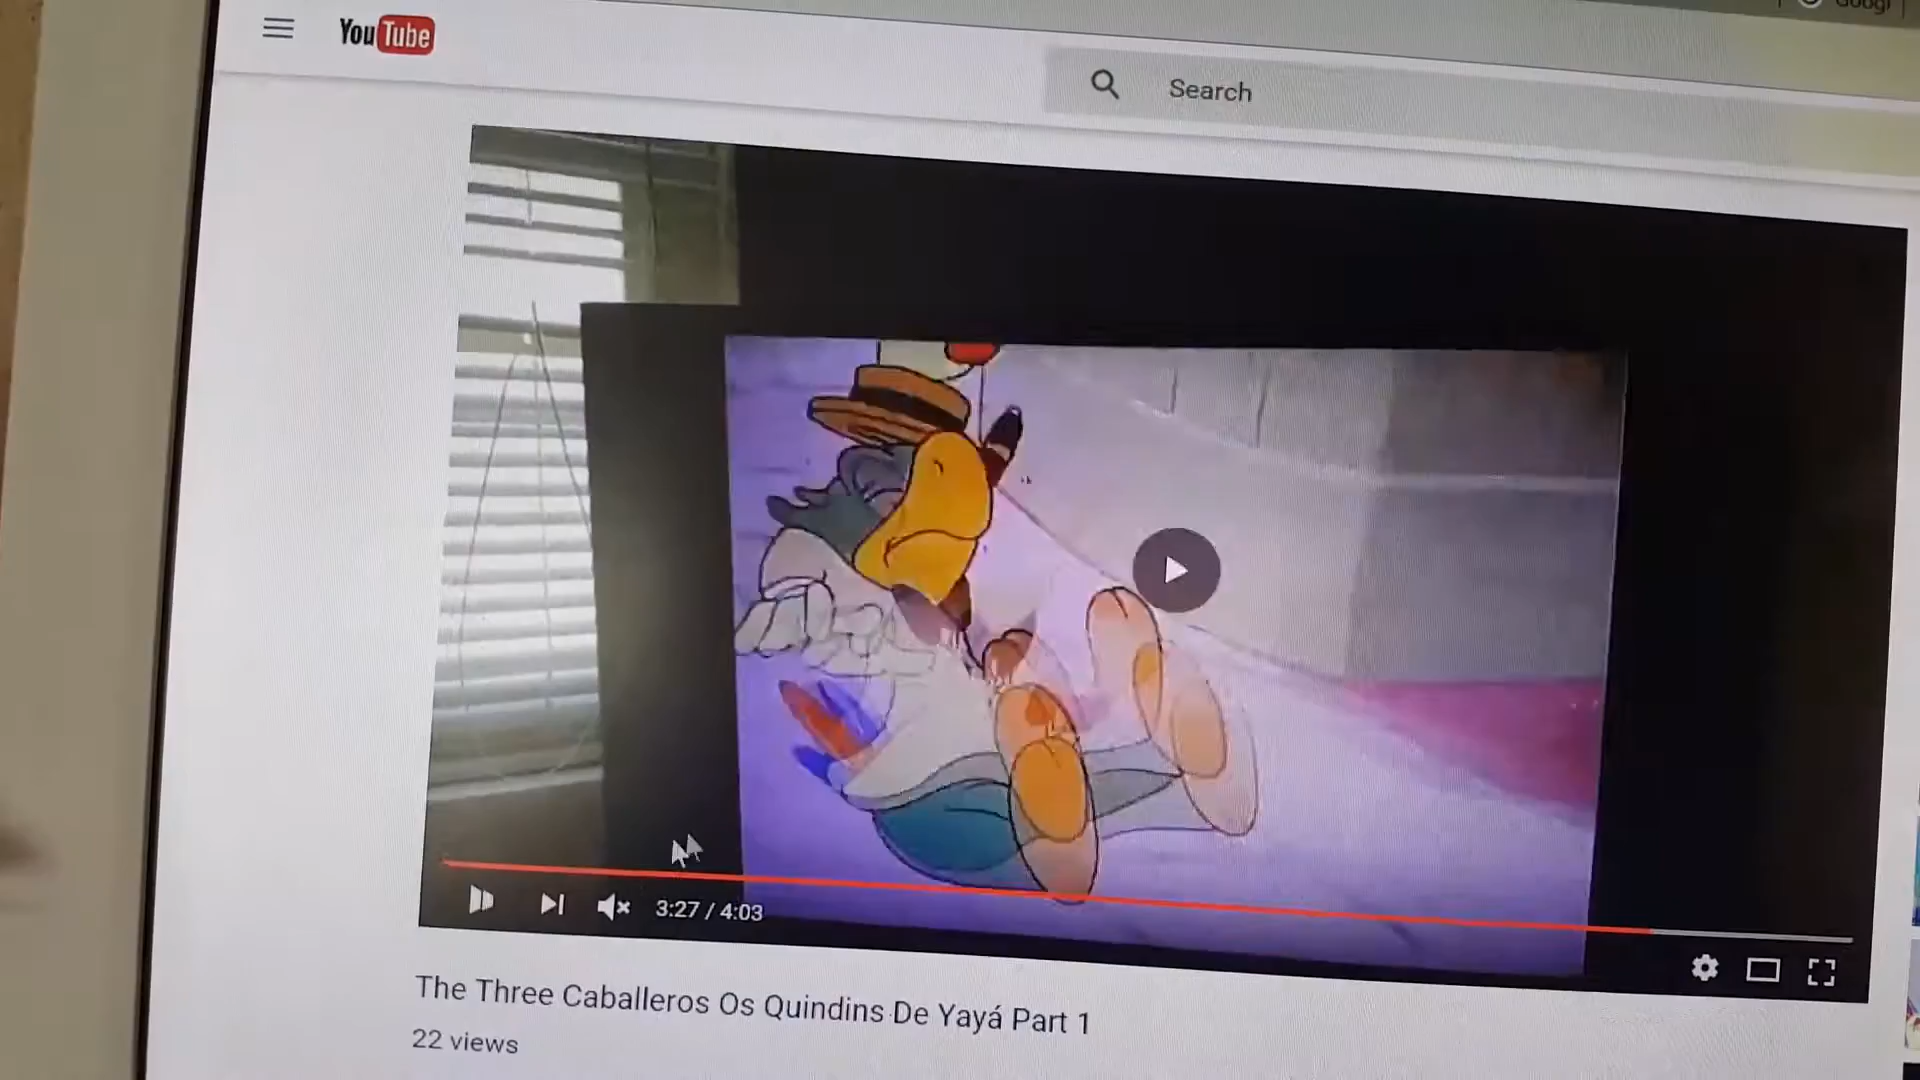 YouTube
Search
3:27 / 4:03
The Three Caballeros Os Quindins De Yayá Part 1
22 views